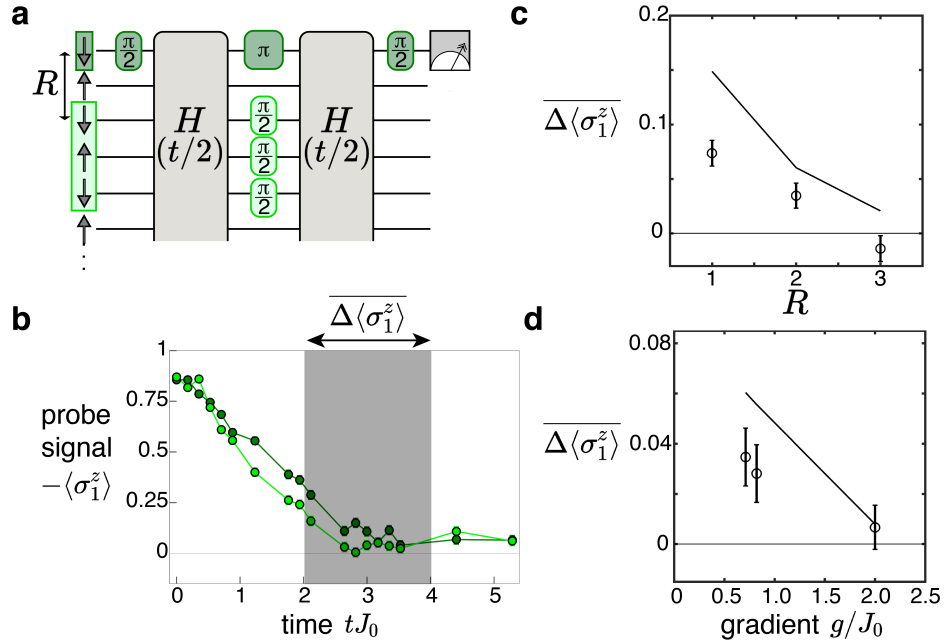 a
π/2
π
π/2
R
H
(t/2)
π/2
π/2
π/2
H
(t/2)
⋮
b
Δ⟨σ₁ᶻ⟩
1
0.75
0.5
0.25
0
probe
signal
−⟨σ₁ᶻ⟩
0 1 2 3 4 5
time tJ₀
c
0.2
0.1
0
Δ⟨σ₁ᶻ⟩
1 2 3
R
d
0.08
0.04
0
Δ⟨σ₁ᶻ⟩
0 0.5 1.0 1.5 2.0 2.5
gradient g/J₀